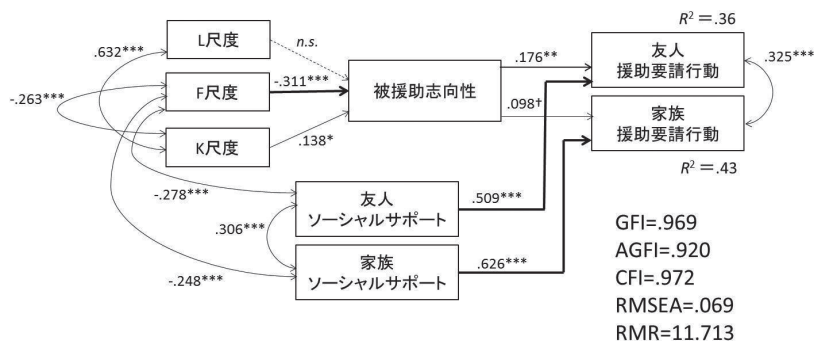 R²=.36
L尺度
n.s.
.632***
.176**
友人
援助要請行動
.325***
-.311***
F尺度
被援助志向性
-.263***
.098†
家族
援助要請行動
K尺度
.138*
R²=.43
-.278***
友人
ソーシャルサポート
.509***
.306***
家族
ソーシャルサポート
.626***
-.248***
GFI=.969
AGFI=.920
CFI=.972
RMSEA=.069
RMR=11.713